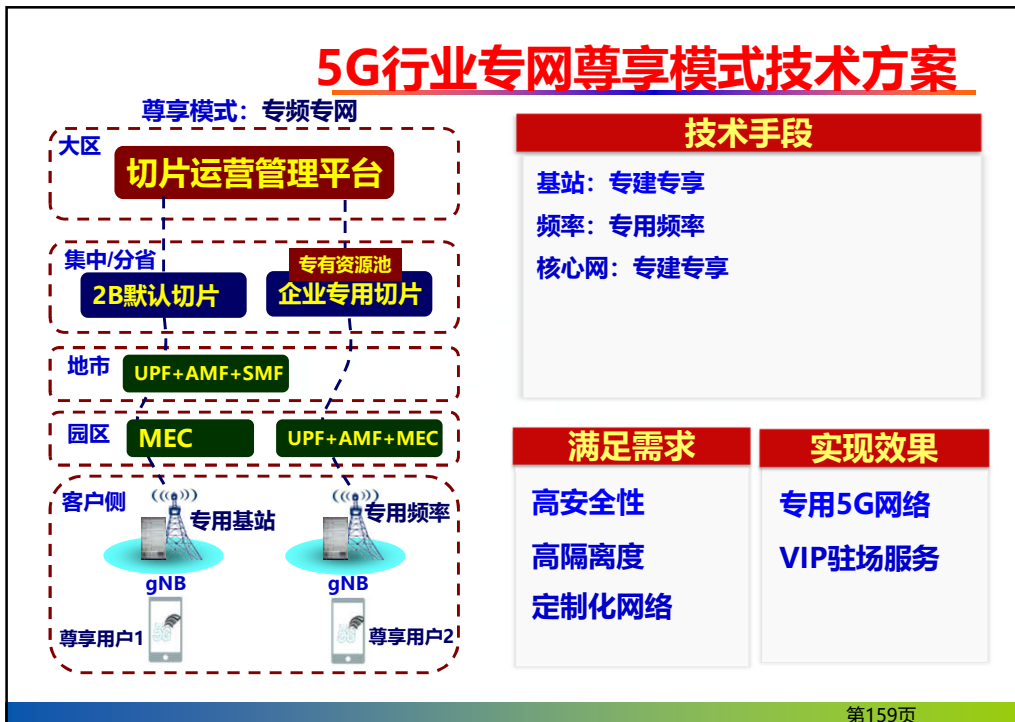 5G行业专网尊享模式技术方案
尊享模式：专频专网
大区
切片运营管理平台
集中/分省
专有资源池
2B默认切片
企业专用切片
地市
UPF+AMF+SMF
园区
MEC
UPF+AMF+MEC
客户侧
专用基站
专用频率
gNB
gNB
尊享用户1
尊享用户2
技术手段
基站：专建专享
频率：专用频率
核心网：专建专享
满足需求
高安全性
高隔离度
定制化网络
实现效果
专用5G网络
VIP驻场服务
第159页